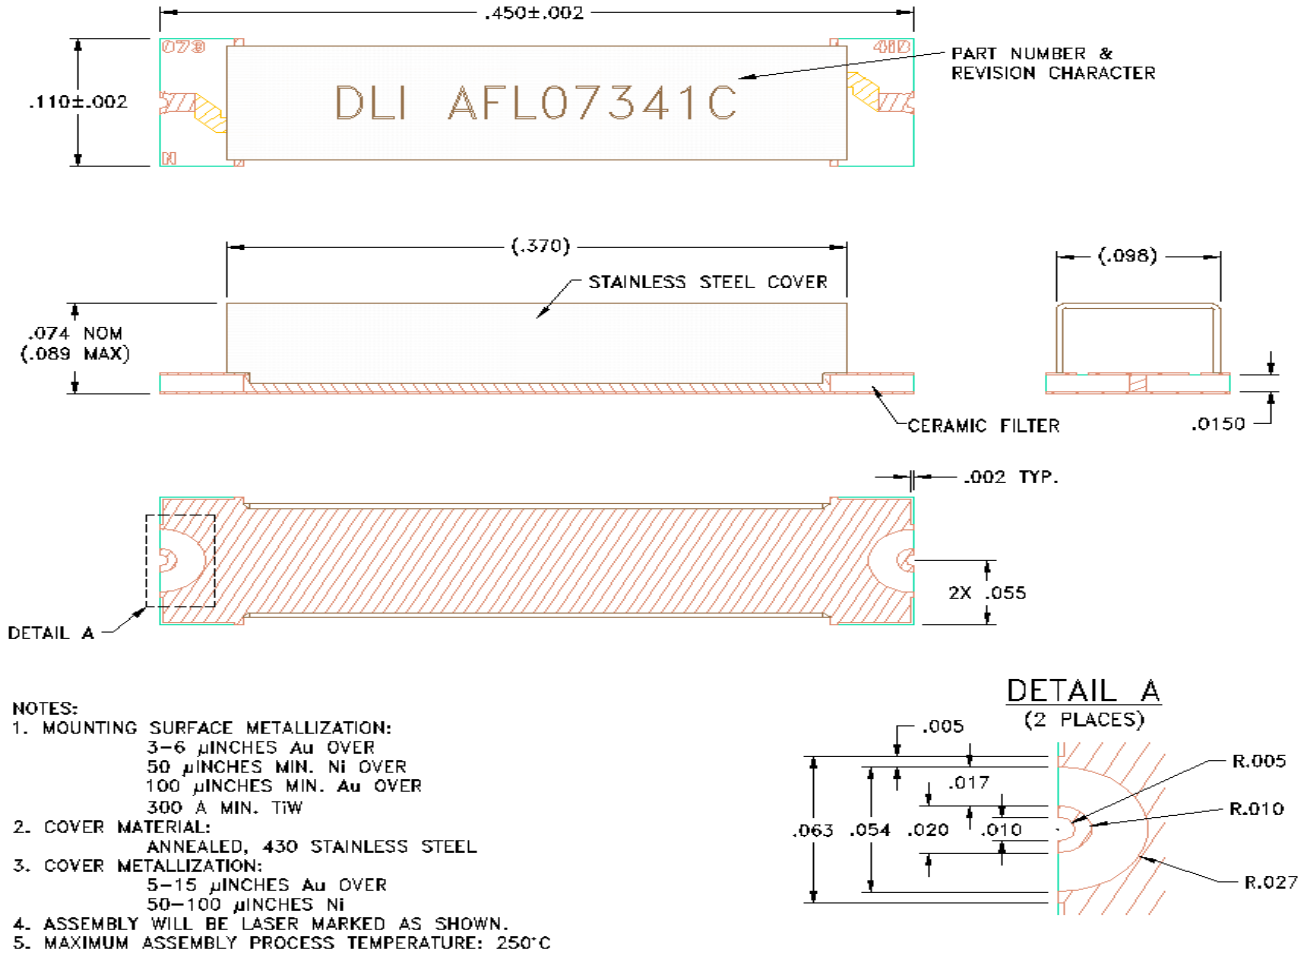 .450±.002
073
41B
PART NUMBER &
REVISION CHARACTER
DLI AFL07341C
.110±.002
N
(.370)
(.098)
STAINLESS STEEL COVER
.074 NOM
(.089 MAX)
CERAMIC FILTER
.0150
.002 TYP.
2X .055
DETAIL A
NOTES:
1. MOUNTING SURFACE METALLIZATION:
3-6 µINCHES Au OVER
50 µINCHES MIN. Ni OVER
100 µINCHES MIN. Au OVER
300 A MIN. TiW
2. COVER MATERIAL:
ANNEALED, 430 STAINLESS STEEL
3. COVER METALLIZATION:
5-15 µINCHES Au OVER
50-100 µINCHES Ni
4. ASSEMBLY WILL BE LASER MARKED AS SHOWN.
5. MAXIMUM ASSEMBLY PROCESS TEMPERATURE: 250°C
DETAIL A
(2 PLACES)
.005
.017
.063
.054
.020
.010
R.005
R.010
R.027